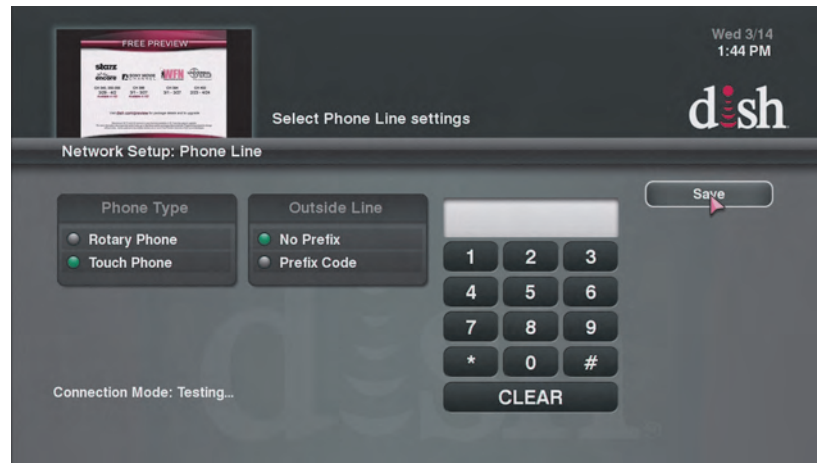 FREE PREVIEW
starz
encore
WFN
Wed 3/14
1:44 PM
dish
Select Phone Line settings
Network Setup: Phone Line
Save
Phone Type
Rotary Phone
Touch Phone
Outside Line
No Prefix
Prefix Code
1 2 3
4 5 6
7 8 9
* 0 #
CLEAR
Connection Mode: Testing...
dish